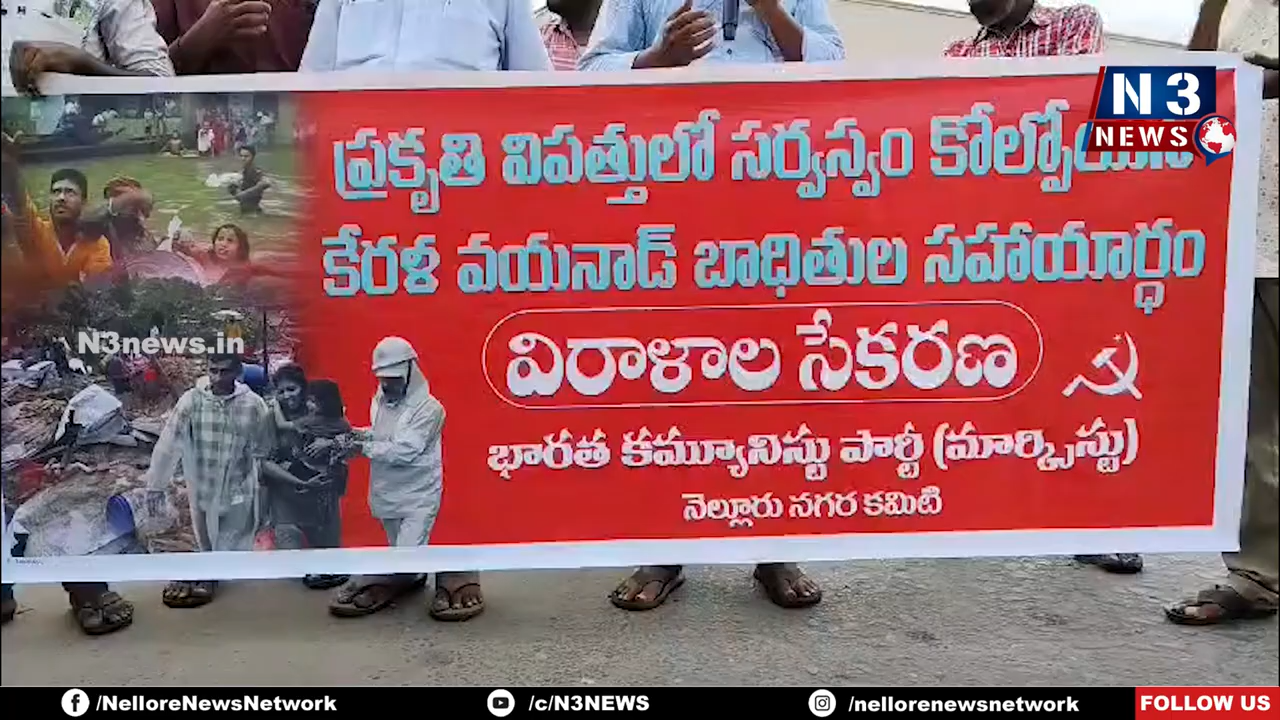 N3
NEWS
ప్రకృతి విపత్తులో సర్వస్వం
కేరళ వయనాడ్ బాధితుల సహాయార్థం
N3news.in
విరాళాల సేకరణ
భారత కమ్యూనిస్టు పార్టీ (మార్క్సిస్టు)
నెల్లూరు నగర కమిటి
/NelloreNewsNetwork /c/N3NEWS /nellorenewsnetwork FOLLOW US